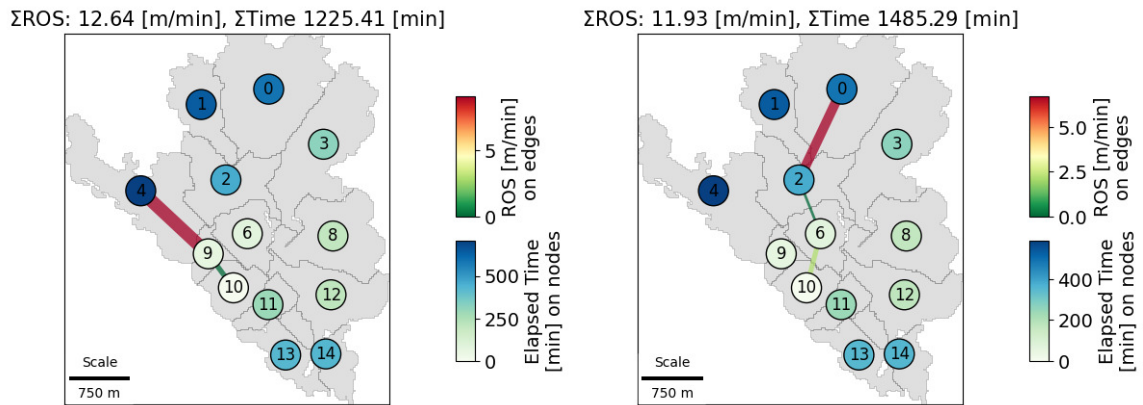 ΣROS: 12.64 [m/min], ΣTime 1225.41 [min]
0
1
3
2
4
6
8
9
10
12
11
13
14
Scale
750 m
5
0
ROS [m/min]
on edges
500
250
0
Elapsed Time
[min] on nodes
ΣROS: 11.93 [m/min], ΣTime 1485.29 [min]
0
1
3
2
4
6
8
9
10
12
11
13
14
Scale
750 m
5.0
2.5
0.0
ROS [m/min]
on edges
400
200
0
Elapsed Time
[min] on nodes